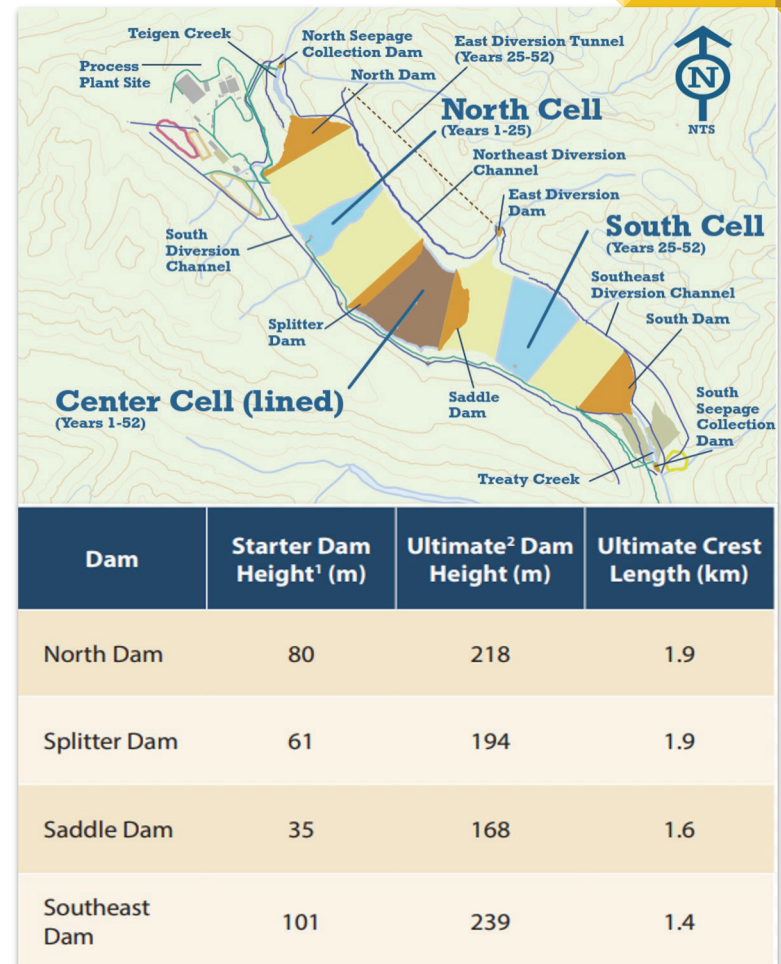 Teigen Creek
North Seepage
Collection Dam
East Diversion Tunnel
(Years 25-52)
Process
Plant Site
North Dam
N
NTS
North Cell
(Years 1-25)
Northeast Diversion
Channel
East Diversion
Dam
South Cell
(Years 25-52)
South
Diversion
Channel
Southeast
Diversion Channel
South Dam
Splitter
Dam
Center Cell (lined)
(Years 1-52)
Saddle
Dam
South
Seepage
Collection
Dam
Treaty Creek
Dam
Starter Dam
Height¹ (m)
Ultimate² Dam
Height (m)
Ultimate Crest
Length (km)
North Dam 80 218 1.9
Splitter Dam 61 194 1.9
Saddle Dam 35 168 1.6
Southeast
Dam 101 239 1.4